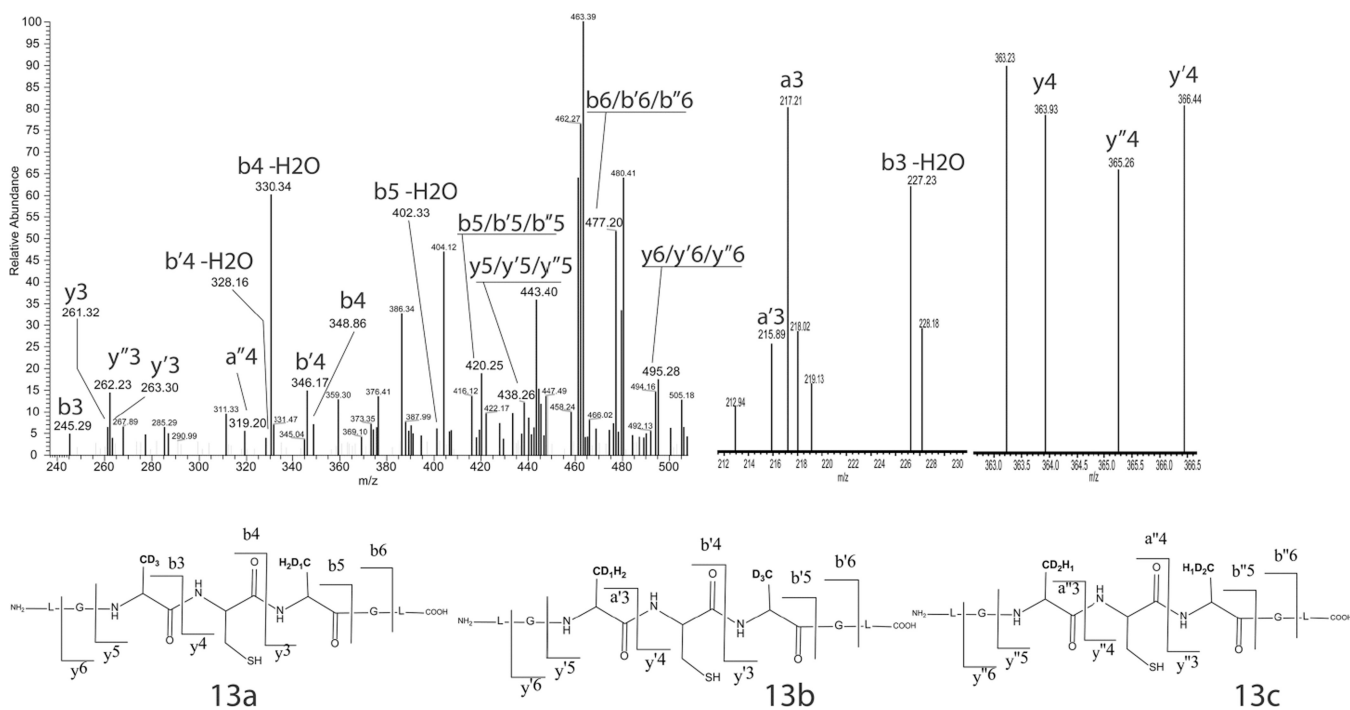 463.39
100
95
90
85
80
75
70
65
60
55
50
45
40
35
30
25
20
15
10
5
0
Relative Abundance
b6/b'6/b"6
462.27
480.41
477.20
b4 -H2O
330.34
b5 -H2O
402.33
b5/b'5/b"5
404.12
y6/y'6/y"6
b'4 -H2O
328.16
y5/y'5/y"5
443.40
y3
261.32
b4
348.86
386.34
y"3
262.23
y'3
263.30
a"4
319.20
b'4
346.17
420.25
438.26
495.28
b3
245.29
267.89
285.29
290.99
311.33
331.47
345.04
359.30
369.10
373.35
376.41
387.99
416.12
422.17
447.49
458.24
466.02
494.16
492.13
505.18
240 260 280 300 320 340 360 380 400 420 440 460 480 500
m/z
a3
217.21
a'3
215.89
218.02
219.13
212.94
b3 -H2O
227.23
228.18
212 214 216 218 220 222 224 226 228 230
m/z
363.23
y4
363.93
y"4
365.26
y'4
366.44
363.0 363.5 364.0 364.5 365.0 365.5 366.0 366.5
m/z
b4
CD3 b3 O H2D1C b5 b6
NH2 L G N H H N O SH N H O G L COOH
y6 y5 y4 y3
13a
b'4
CD1H2 a'3 O D3C b'5 b'6
NH2 L G N H H N O SH N H O G L COOH
y'6 y'5 y'4 y'3
13b
a"4
CD2H1 a"3 O H1D2C b"5 b"6
NH2 L G N H H N O SH N H O G L COOH
y"6 y"5 y"4 y"3
13c